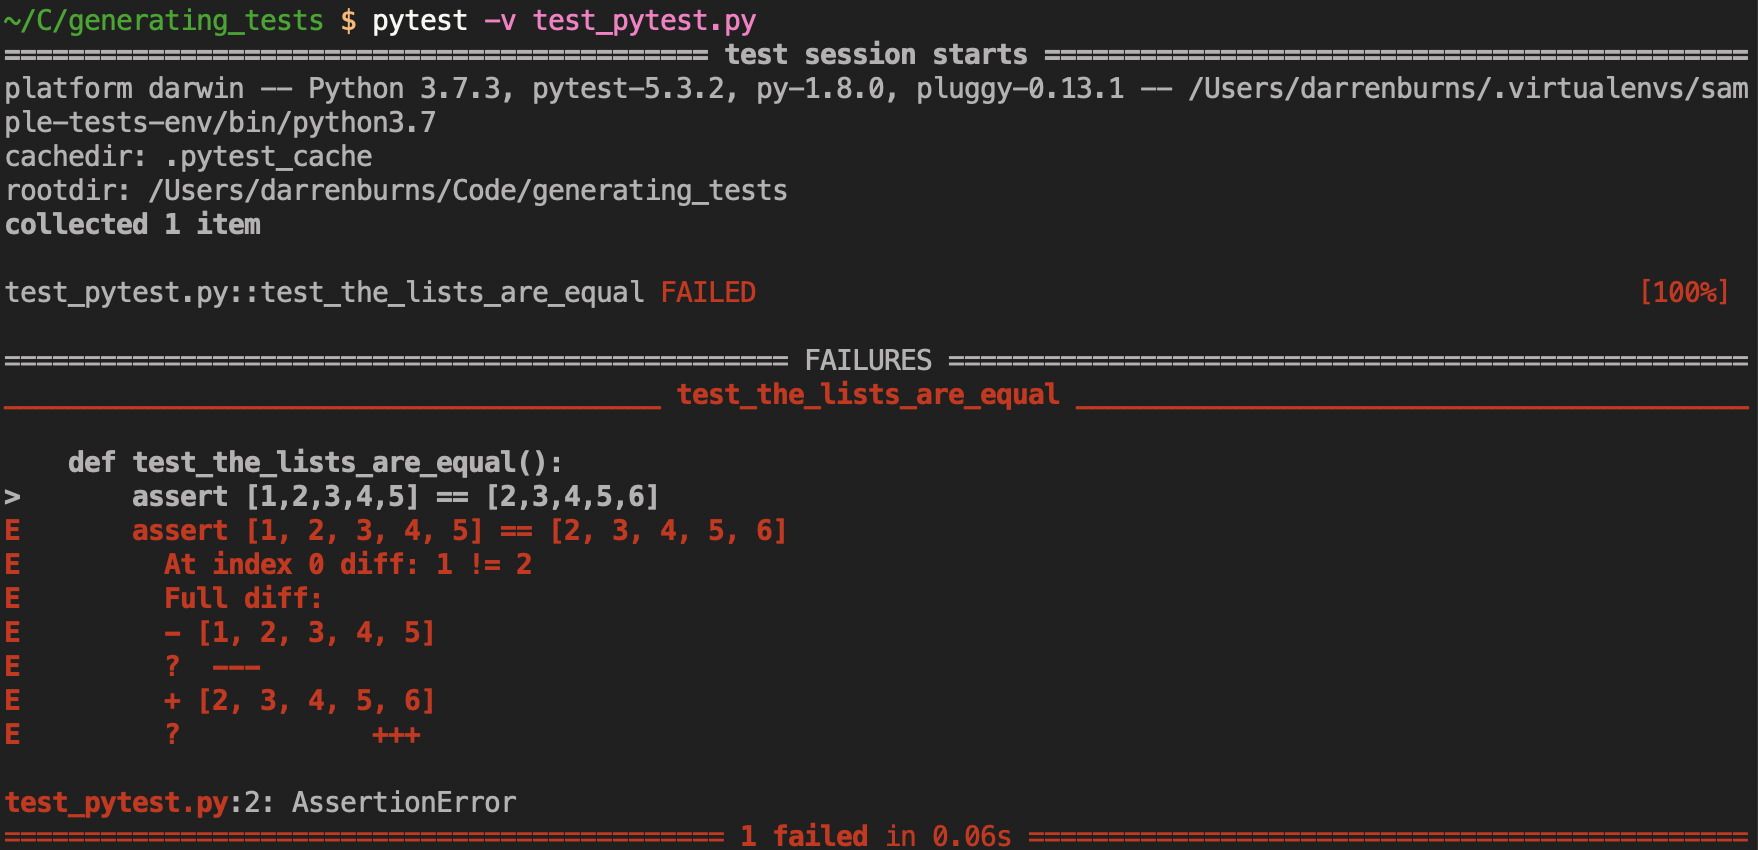 ~/C/generating_tests $ pytest -v test_pytest.py
============================================ test session starts ============================================
platform darwin -- Python 3.7.3, pytest-5.3.2, py-1.8.0, pluggy-0.13.1 -- /Users/darrenburns/.virtualenvs/sam
ple-tests-env/bin/python3.7
cachedir: .pytest_cache
rootdir: /Users/darrenburns/Code/generating_tests
collected 1 item
test_pytest.py::test_the_lists_are_equal FAILED [100%]
================================================= FAILURES ==================================================
_________________________________________ test_the_lists_are_equal __________________________________________
    def test_the_lists_are_equal():
>       assert [1,2,3,4,5] == [2,3,4,5,6]
E       assert [1, 2, 3, 4, 5] == [2, 3, 4, 5, 6]
E         At index 0 diff: 1 != 2
E         Full diff:
E         - [1, 2, 3, 4, 5]
E         ?  ---
E         + [2, 3, 4, 5, 6]
E         ?            +++
test_pytest.py:2: AssertionError
============================================= 1 failed in 0.06s =============================================